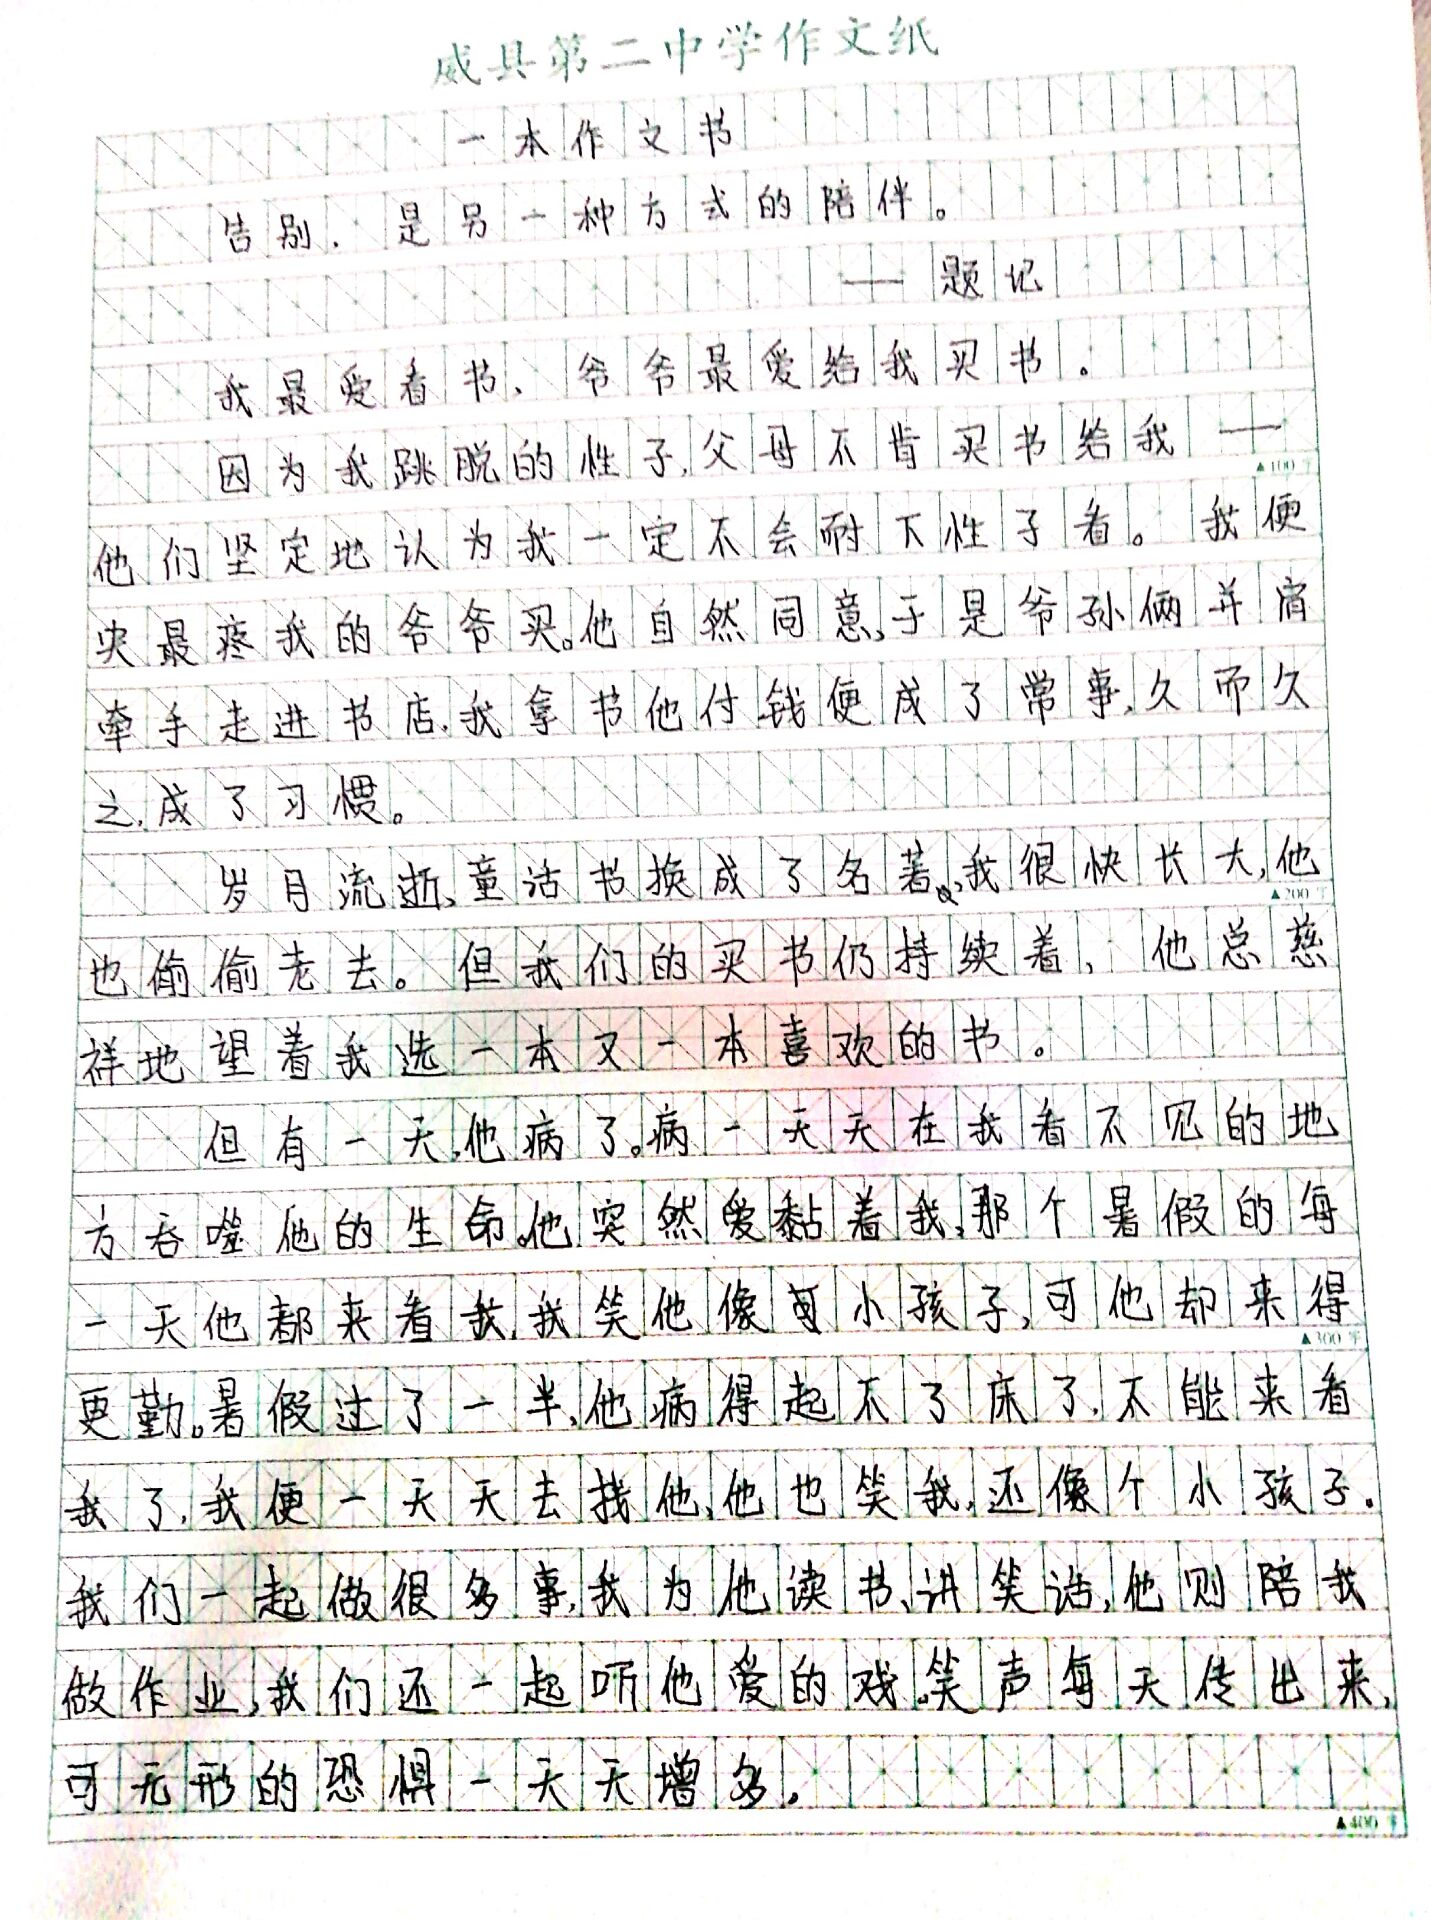 威县第二中学作文纸
一本作文书
告别，是另一种方式的陪伴。
——题记
我最爱看书，爷爷最爱给我买书。
因为我跳脱的性子，父母不肯买书给我——
▲100字
他们坚定地认为我一定不会耐下性子看。我便
央最疼我的爷爷买。他自然同意，于是爷孙俩并肩
牵手走进书店，我拿书他付钱便成了常事，久而久
之，成了习惯。
岁月流逝，童话书换成了名著，我很快长大，他
▲200字
也偷偷老去。但我们的买书仍持续着，他总慈
祥地望着我选一本又一本喜欢的书。
但有一天，他病了。病一天天在我看不见的地
方吞噬他的生命。他突然爱黏着我，那个暑假的每
一天他都来看我，我笑他像小孩子，可他却来得
▲300字
更勤。暑假过了一半，他病得起不了床了，不能来看
我了，我便一天天去找他，他也笑我，还像个小孩子。
我们一起做很多事，我为他读书、讲笑话，他则陪我
做作业，我们还一起听他爱的戏。笑声每天传出来，
可无形的恐惧一天天增多。
▲400字